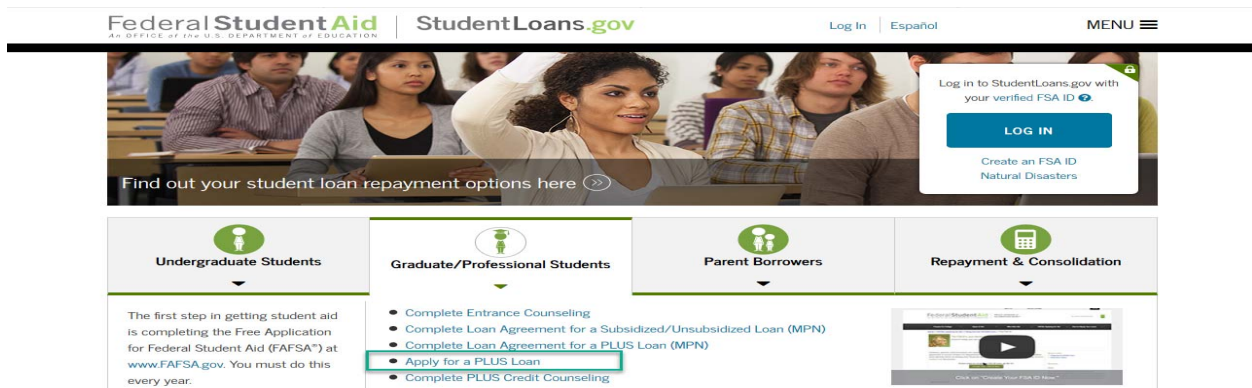 Federal Student Aid
An OFFICE of the U.S. DEPARTMENT of EDUCATION
StudentLoans.gov
Log In
Español
MENU
Log in to StudentLoans.gov with
your verified FSA ID
LOG IN
Create an FSA ID
Natural Disasters
Find out your student loan repayment options here
Undergraduate Students
Graduate/Professional Students
Parent Borrowers
Repayment & Consolidation
The first step in getting student aid
is completing the Free Application
for Federal Student Aid (FAFSA®) at
www.FAFSA.gov. You must do this
every year.
Complete Entrance Counseling
Complete Loan Agreement for a Subsidized/Unsubsidized Loan (MPN)
Complete Loan Agreement for a PLUS Loan (MPN)
Apply for a PLUS Loan
Complete PLUS Credit Counseling
Federal Student Aid
Click on "Create Your FSA ID Now."